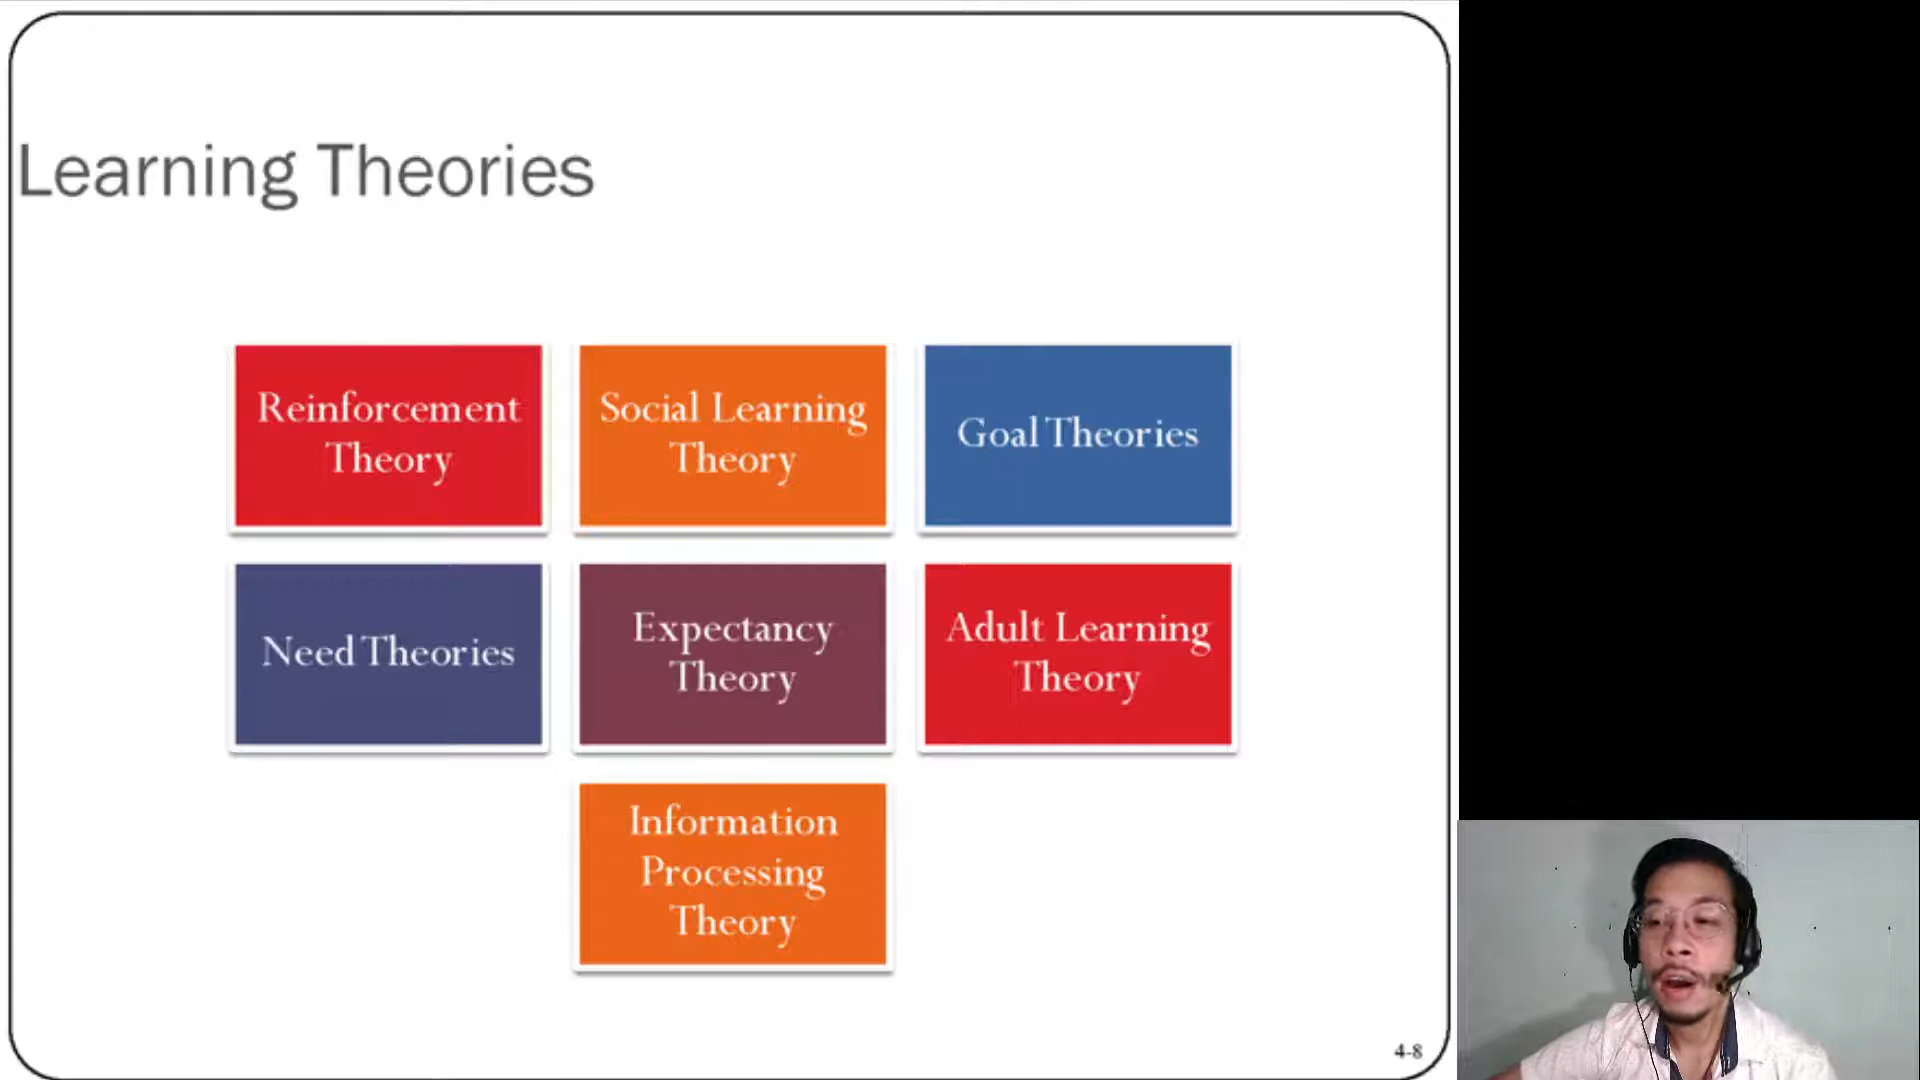 Learning Theories
Reinforcement
Theory
Social Learning
Theory
Goal Theories
Need Theories
Expectancy
Theory
Adult Learning
Theory
Information
Processing
Theory
4-8